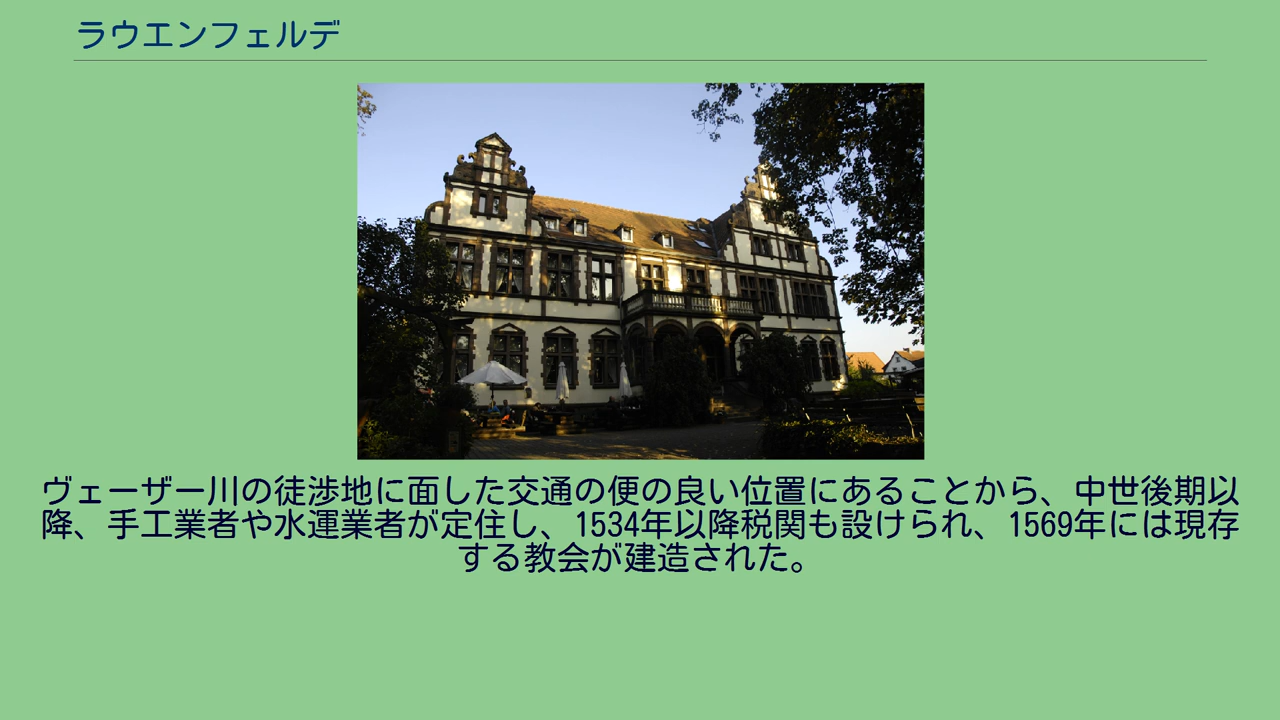 ラウエンフェルデ
ヴェーザー川の徒渉地に面した交通の便の良い位置にあることから、中世後期以
降、手工業者や水運業者が定住し、1534年以降税関も設けられ、1569年には現存
する教会が建造された。